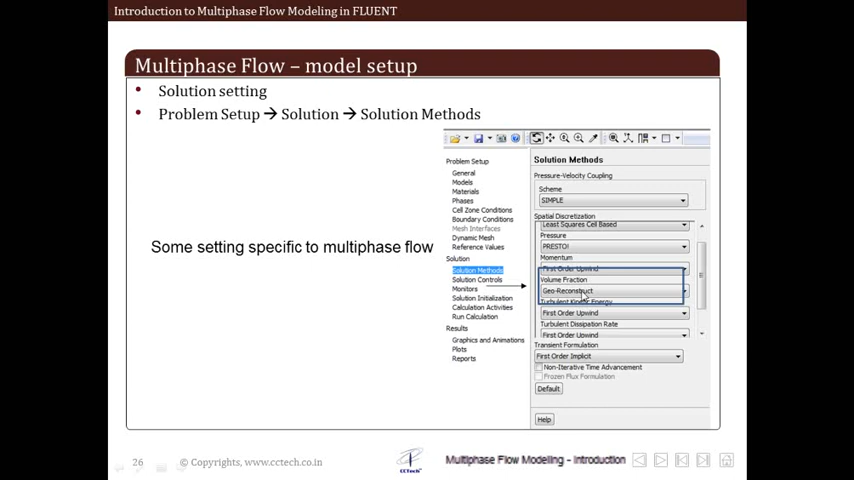 Introduction to Multiphase Flow Modeling in FLUENT
Multiphase Flow – model setup
• Solution setting
• Problem Setup → Solution → Solution Methods
Some setting specific to multiphase flow
Problem Setup
General
Models
Materials
Phases
Cell Zone Conditions
Boundary Conditions
Mesh Interfaces
Dynamic Mesh
Reference Values
Solution
Solution Methods
Solution Controls
Monitors
Solution Initialization
Calculation Activities
Run Calculation
Results
Graphics and Animations
Plots
Reports
Solution Methods
Pressure-Velocity Coupling
Scheme
SIMPLE
Spatial Discretization
Least Squares Cell Based
Pressure
PRESTO!
Momentum
First Order Upwind
Volume Fraction
Geo-Reconstruct
Turbulent Kinetic Energy
First Order Upwind
Turbulent Dissipation Rate
First Order Upwind
Transient Formulation
First Order Implicit
Non-Iterative Time Advancement
Frozen Flux Formulation
Default
Help
26
© Copyrights, www.cctech.co.in
CCTech
Multiphase Flow Modelling - Introduction